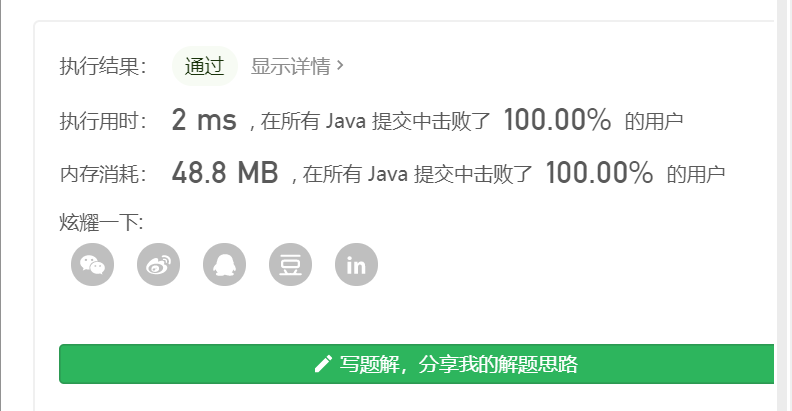 执行结果： 通过 显示详情 >
执行用时： 2 ms , 在所有 Java 提交中击败了 100.00% 的用户
内存消耗： 48.8 MB , 在所有 Java 提交中击败了 100.00% 的用户
炫耀一下:
豆 in
写题解，分享我的解题思路